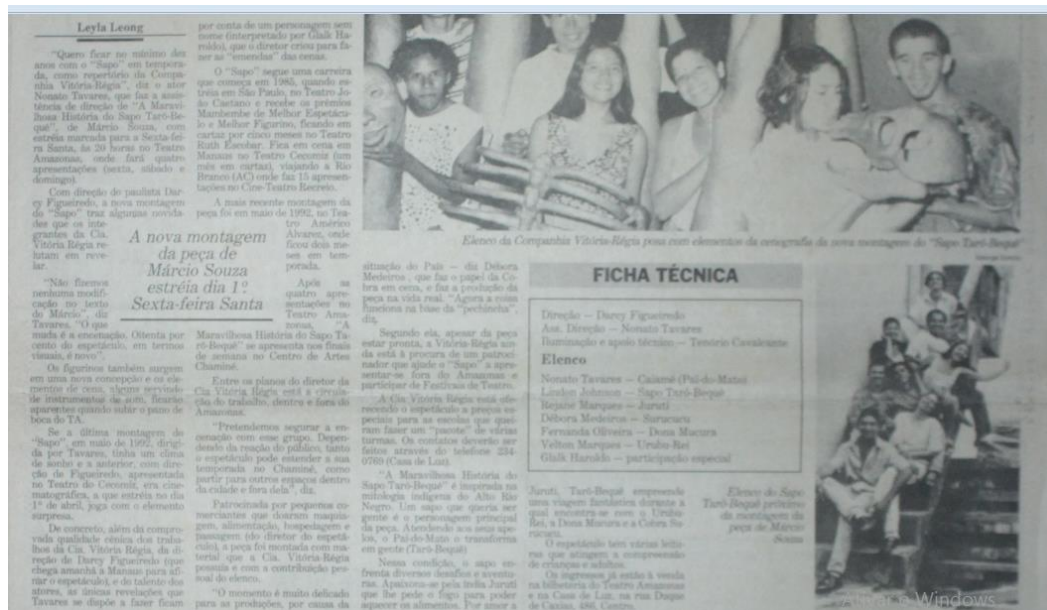 Leyla Leong
"Quero ficar no mínimo dez
anos com o "Sapo" em tempora-
da, como repertório da Compa-
nhia Vitória-Régia", diz o ator
Nonato Tavares, que faz a assis-
tência de direção de "A Maravi-
lhosa História do Sapo Tarô-Be-
quê", de Márcio Souza, com
estréia marcada para a Sexta-fei-
ra Santa, às 20 horas no Teatro
Amazonas, onde fará quatro
apresentações (sexta, sábado e
domingo).
Com direção do paulista Dar-
cy Figueiredo, a nova montagem
do "Sapo" traz algumas novida-
des que os inte-
grantes da Cia.
Vitória Régia re-
lutam em reve-
lar.
"Não fizemos
nenhuma modifi-
cação no texto
do Márcio", diz
Tavares. "O que
muda é a encenação. Oitenta por
cento do espetáculo, em termos
visuais, é novo".
Os figurinos também surgem
em uma nova concepção e os ele-
mentos de cena, alguns servindo
de instrumentos de som, ficarão
aparentes quando subir o pano de
boca do TA.
Se a última montagem do
"Sapo", em maio de 1992, dirigi-
da por Tavares, tinha um clima
de sonho e a anterior, com dire-
ção de Figueiredo, apresentada
no Teatro do Cecomiz, era cine-
matográfica, a que estréia no dia
1º de abril, joga com o elemento
surpresa.
De concreto, além da compro-
vada qualidade cênica dos traba-
lhos da Cia. Vitória Régia, da di-
reção de Darcy Figueiredo (que
chega amanhã a Manaus para afi-
nar o espetáculo), e do talento dos
atores, as únicas revelações que
Tavares se dispõe a fazer ficam
por conta de um personagem sem
nome (interpretado por Glalk Ha-
roldo), que o diretor criou para fa-
zer as "emendas" das cenas.
O "Sapo" segue uma carreira
que começa em 1985, quando es-
tréia em São Paulo, no Teatro Jo-
ão Caetano e recebe os prêmios
Mambembe de Melhor Espetácu-
lo e Melhor Figurino, ficando em
cartaz por cinco meses no Teatro
Ruth Escobar. Fica em cena em
Manaus no Teatro Cecomiz (um
mês em cartaz), viajando a Rio
Branco (AC) onde faz 15 apresen-
tações no Cine-Teatro Recreio.
A mais recente montagem da
peça foi em maio de 1992, no Tea-
tro Américo
Alvarez, onde
ficou dois me-
ses em tem-
porada.
Após as
quatro apre-
sentações no
Teatro Ama-
zonas, "A
Maravilhosa História do Sapo Ta-
rô-Bequê" se apresenta nos finais
de semana no Centro de Artes
Chaminé.
Entre os planos do diretor da
Cia Vitória Régia está a circula-
ção do trabalho, dentro e fora do
Amazonas.
"Pretendemos segurar a en-
cenação com esse grupo. Depen-
dendo da reação do público, tanto
o espetáculo pode estender a sua
temporada no Chaminé, como
partir para outros espaços dentro
da cidade e fora dela", diz.
Patrocinada por pequenos co-
merciantes que doaram maquia-
gem, alimentação, hospedagem e
passagem (do diretor do espetá-
culo), a peça foi montada com ma-
terial que a Cia. Vitória-Régia
possuía e com a contribuição pes-
soal do elenco.
"O momento é muito delicado
para as produções, por causa da
A nova montagem
da peça de
Márcio Souza
estréia dia 1º
Sexta-feira Santa
Elenco da Companhia Vitória-Régia posa com elementos da cenografia da nova montagem do "Sapo Tarô-Bequê"
situação do País — diz Débora
Medeiros, que faz o papel da Co-
bra em cena, e faz a produção da
peça na vida real. "Agora a coisa
funciona na base da "pechincha",
diz.
Segundo ela, apesar da peça
estar pronta, a Vitória-Régia ain-
da está à procura de um patroci-
nador que ajude o "Sapo" a apre-
sentar-se fora do Amazonas e
participar de Festivais de Teatro.
A Cia Vitória Régia está ofe-
recendo o espetáculo a preços es-
peciais para as escolas que quei-
ram fazer um "pacote" de várias
turmas. Os contatos deverão ser
feitos através do telefone 234-
0769 (Casa de Luz).
"A Maravilhosa História do
Sapo Tarô-Bequê" é inspirada na
mitologia indígena do Alto Rio
Negro. Um sapo que queria ser
gente é o personagem principal
da peça. Atendendo aos seus ape-
los, o Pai-do-Mato o transforma
em gente (Tarô-Bequê)
Nessa condição, o sapo en-
frenta diversos desafios e aventu-
ras. Apaixona-se pela índia Juruti
que lhe pede o fogo para poder
aquecer os alimentos. Por amor a
FICHA TÉCNICA
Direção — Darcy Figueiredo
Ass. Direção — Nonato Tavares
Iluminação e apoio técnico — Tenório Cavalcante
Elenco
Nonato Tavares — Caiamé (Pai-do-Mato)
Lindon Johnson — Sapo Tarô-Bequê
Rejane Marques — Juruti
Débora Medeiros — Surucucu
Fernanda Oliveira — Dona Mucura
Velton Marques — Urubu-Rei
Glalk Haroldo — participação especial
Juruti, Tarô-Bequê empreende
uma viagem fantástica durante a
qual encontra-se com o Urubu-
Rei, a Dona Mucura e a Cobra Su-
rucucu.
O espetáculo tem várias leitu-
ras que atingem a compreensão
de crianças e adultos.
Os ingressos já estão à venda
na bilheteria do Teatro Amazonas
e na Casa de Luz, na rua Duque
de Caxias, 486, Centro.
Elenco do Sapo
Tarô-Bequê
da montagem da
peça de Márcio
Souza
Ativar o Windows